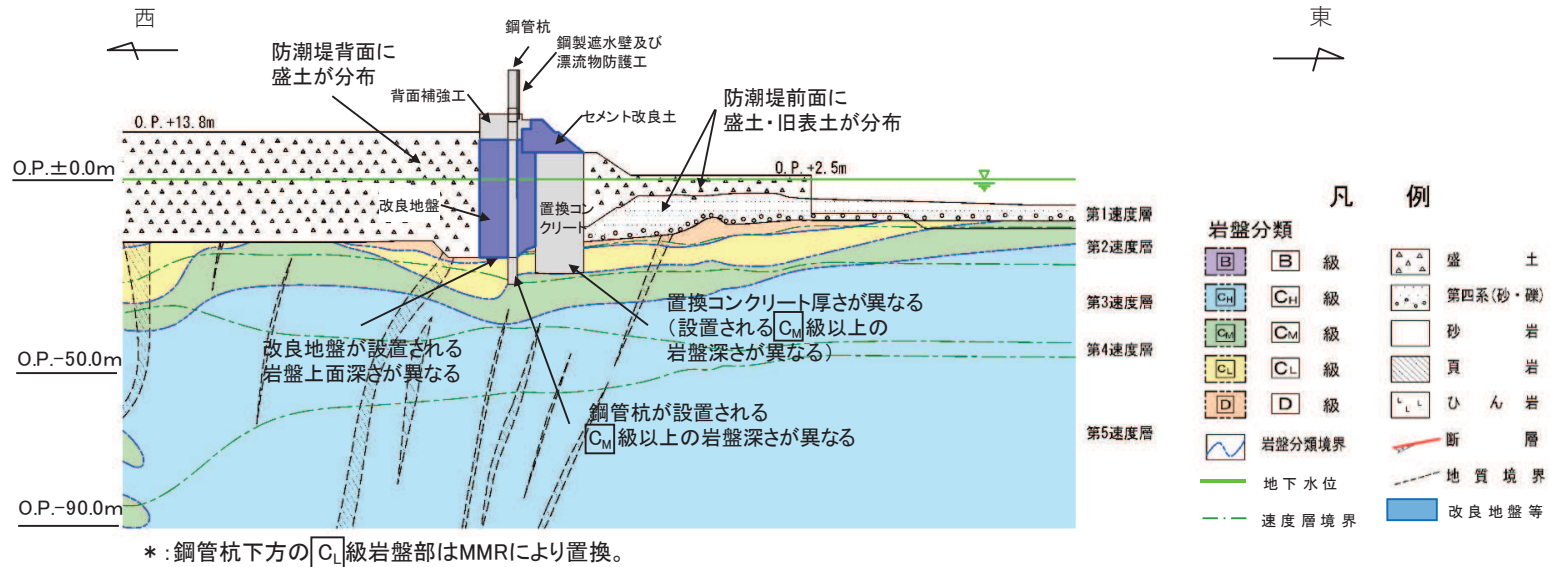 西
東
鋼管杭
鋼製遮水壁及び
漂流物防護工
防潮堤背面に
盛土が分布
背面補強工
セメント改良土
防潮堤前面に
盛土・旧表土が分布
O.P.+13.8m
O.P.±0.0m
O.P.+2.5m
改良地盤
置換コン
クリート
第1速度層
第2速度層
第3速度層
第4速度層
第5速度層
置換コンクリート厚さが異なる
(設置されるCM級以上の
岩盤深さが異なる)
改良地盤が設置される
岩盤上面深さが異なる
O.P.-50.0m
鋼管杭が設置される
CM級以上の岩盤深さが異なる
O.P.-90.0m
*:鋼管杭下方のCL級岩盤部はMMRにより置換。
凡 例
岩盤分類
B B 級
CH CH 級
CM CM 級
CL CL 級
D D 級
岩盤分類境界
地下水位
速度層境界
盛 土
第四系(砂・礫)
砂 岩
頁 岩
ひ ん 岩
断 層
地 質 境 界
改良地盤等